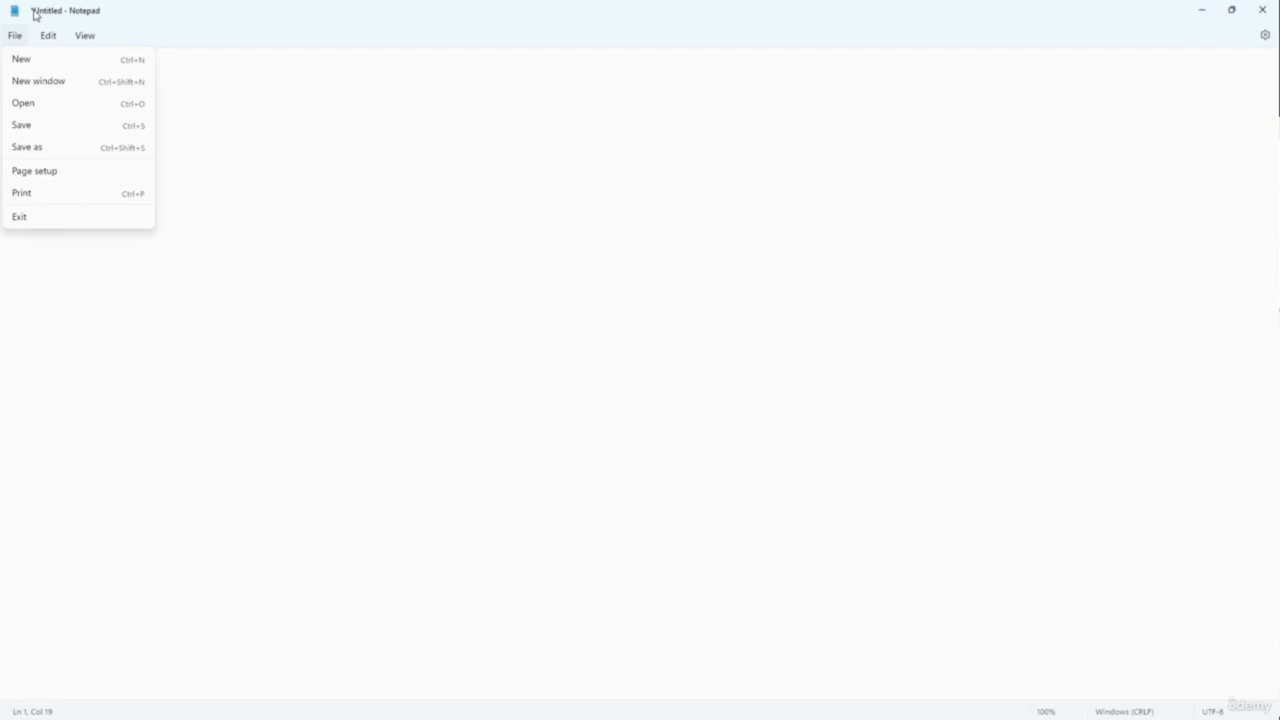 *Untitled - Notepad
File Edit View
New Ctrl+N
New window Ctrl+Shift+N
Open Ctrl+O
Save Ctrl+S
Save as Ctrl+Shift+S
Page setup
Print Ctrl+P
Exit
Ln 1, Col 19 100% Windows (CRLF) UTF-8
ûdemy